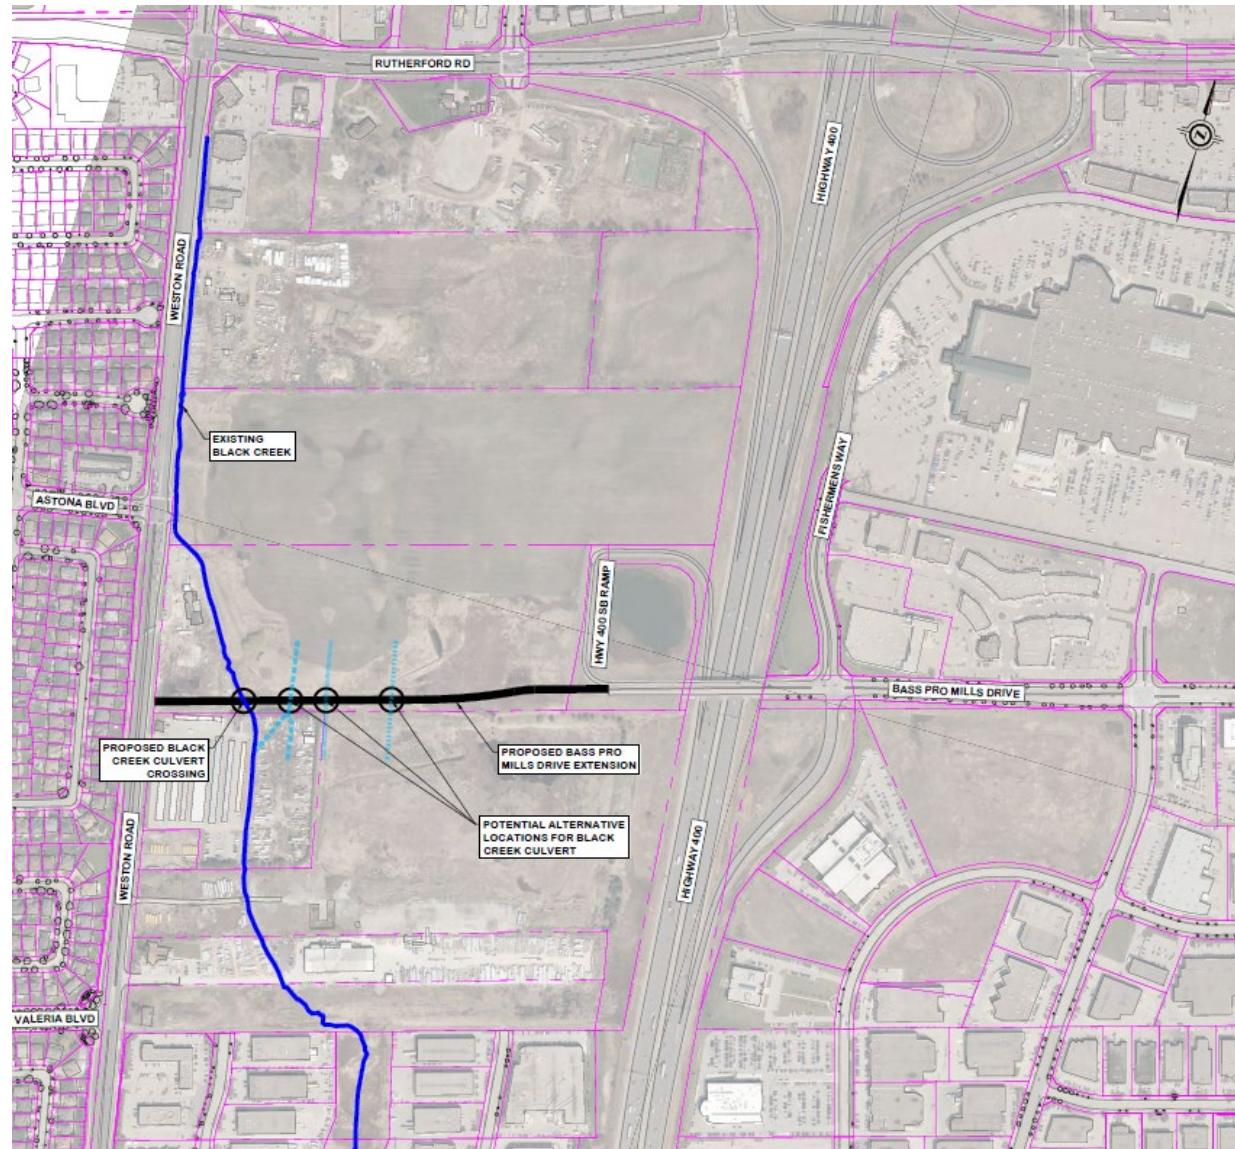 RUTHERFORD RD
HIGHWAY 400
N
WESTON ROAD
EXISTING
BLACK CREEK
ASTONA BLVD
FISHERMENS WAY
HWY 400 SB RAMP
BASS PRO MILLS DRIVE
PROPOSED BLACK
CREEK CULVERT
CROSSING
PROPOSED BASS PRO
MILLS DRIVE EXTENSION
POTENTIAL ALTERNATIVE
LOCATIONS FOR BLACK
CREEK CULVERT
WESTON ROAD
HIGHWAY 400
VALERIA BLVD